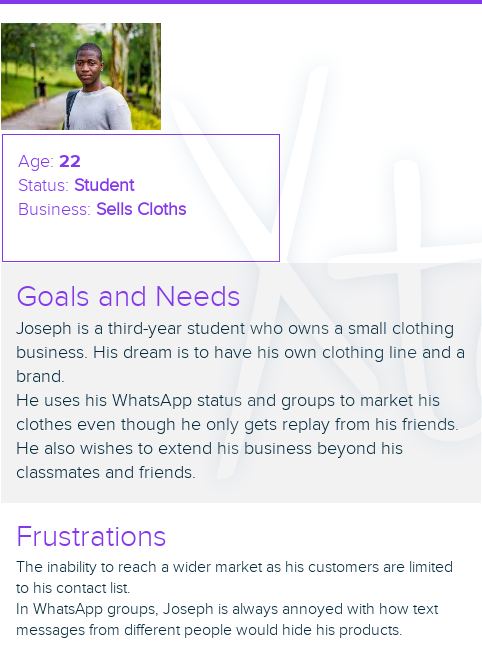 Age: 22
Status: Student
Business: Sells Cloths
Goals and Needs
Joseph is a third-year student who owns a small clothing
business. His dream is to have his own clothing line and a
brand.
He uses his WhatsApp status and groups to market his
clothes even though he only gets replay from his friends.
He also wishes to extend his business beyond his
classmates and friends.
Frustrations
The inability to reach a wider market as his customers are limited
to his contact list.
In WhatsApp groups, Joseph is always annoyed with how text
messages from different people would hide his products.